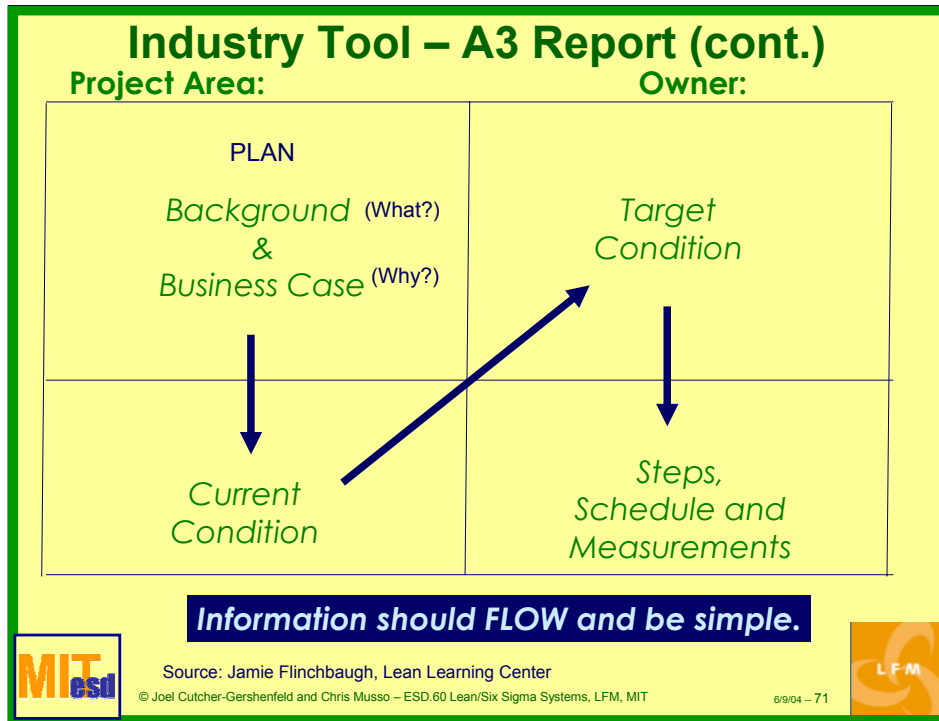 Industry Tool – A3 Report (cont.)
Project Area:
Owner:
PLAN
Background (What?)
&
Business Case (Why?)
Target
Condition
Current
Condition
Steps,
Schedule and
Measurements
Information should FLOW and be simple.
MITesd
Source: Jamie Flinchbaugh, Lean Learning Center
© Joel Cutcher-Gershenfeld and Chris Musso – ESD.60 Lean/Six Sigma Systems, LFM, MIT
6/9/04 -- 71
LFM